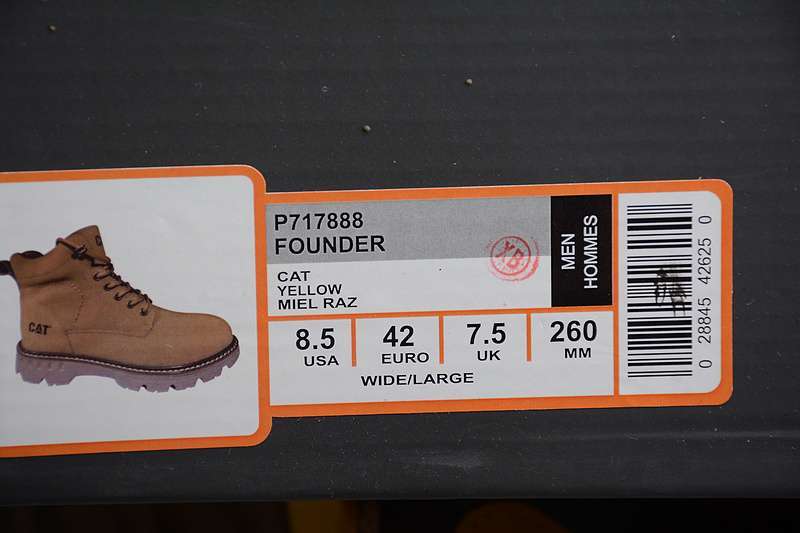 CAT
P717888
FOUNDER
CAT
YELLOW
MIEL RAZ
XB
MEN
HOMMES
8.5
USA
42
EURO
7.5
UK
260
MM
WIDE/LARGE
0 28845 42625 0